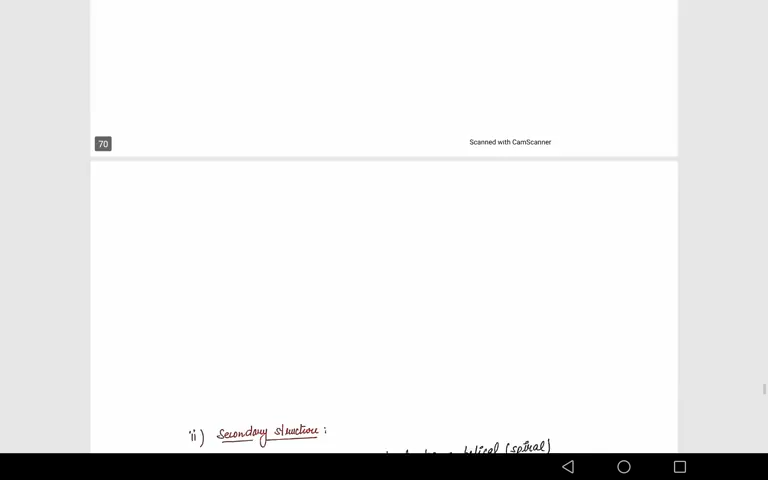 70
Scanned with CamScanner
ii) Secondary structure :
helical (spiral)